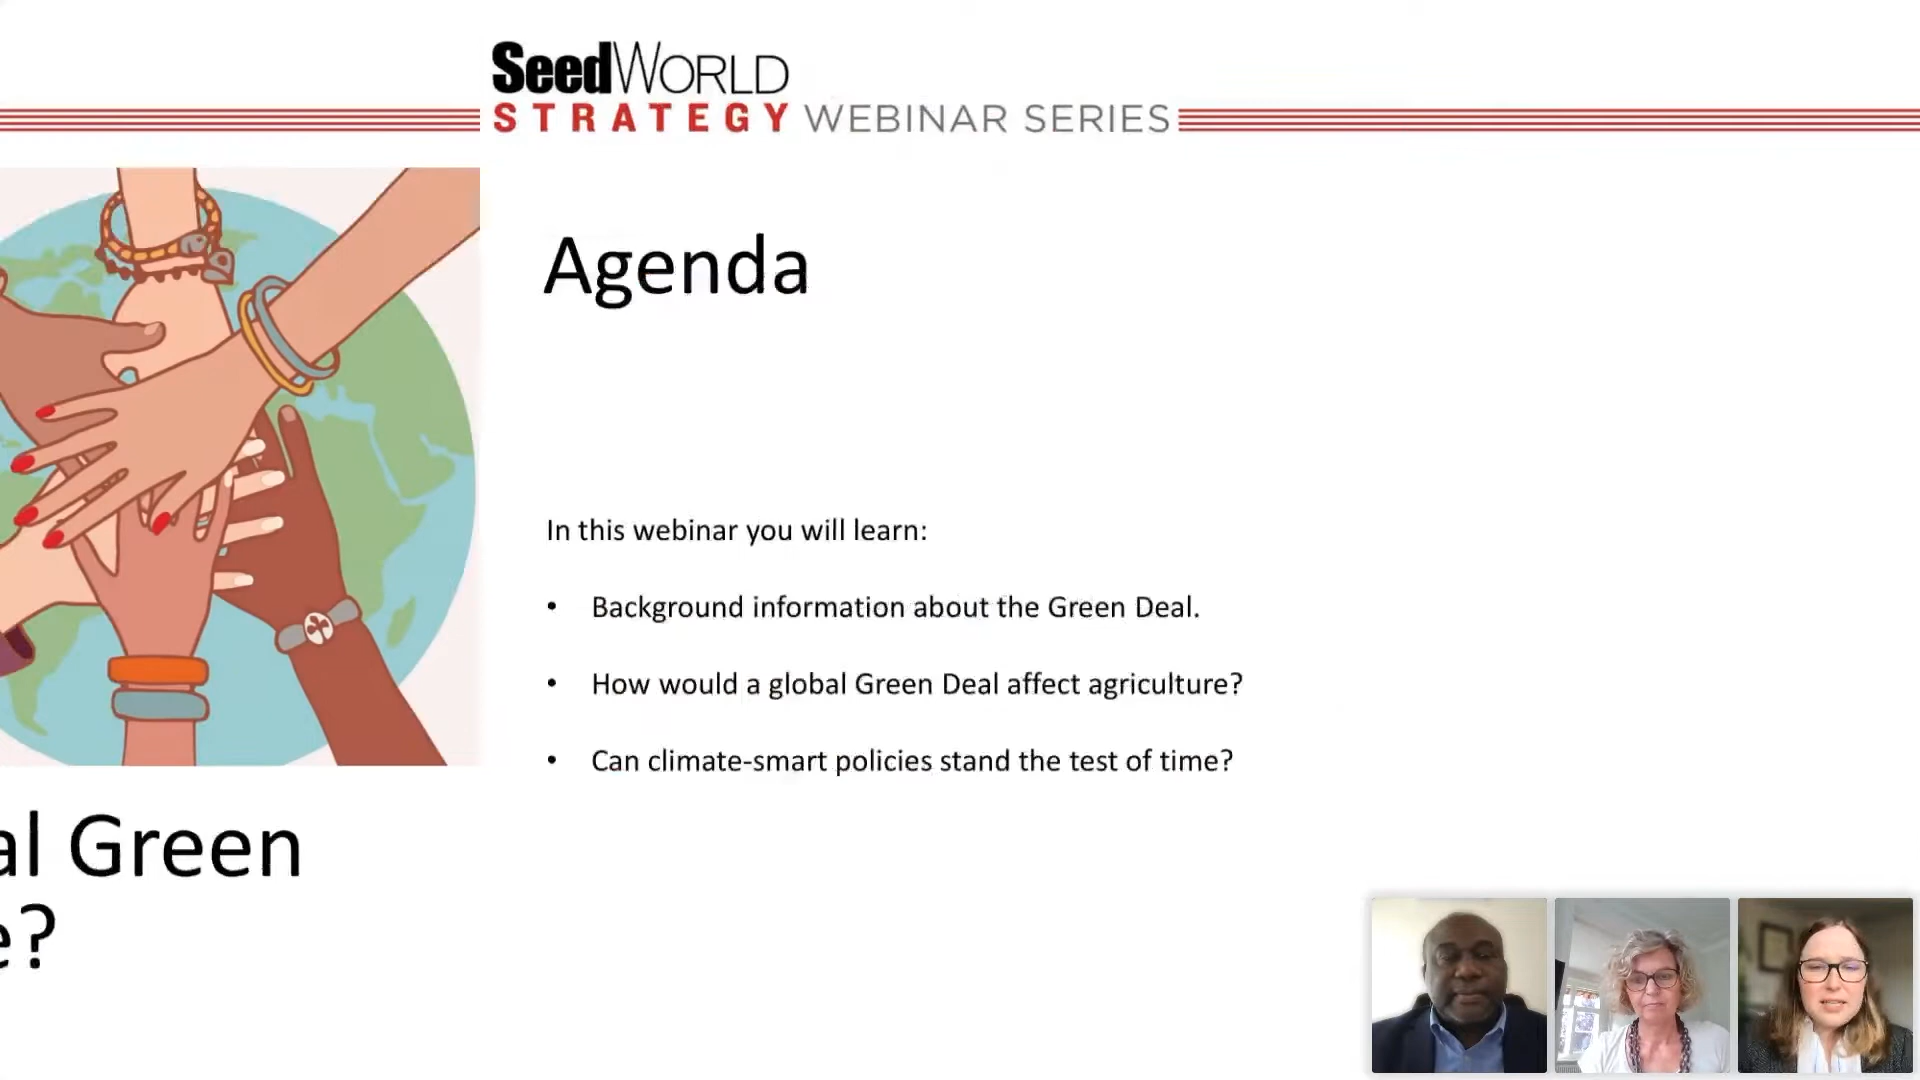 SeedWORLD
STRATEGY WEBINAR SERIES
Agenda
In this webinar you will learn:
• Background information about the Green Deal.
• How would a global Green Deal affect agriculture?
• Can climate-smart policies stand the test of time?
al Green
e?